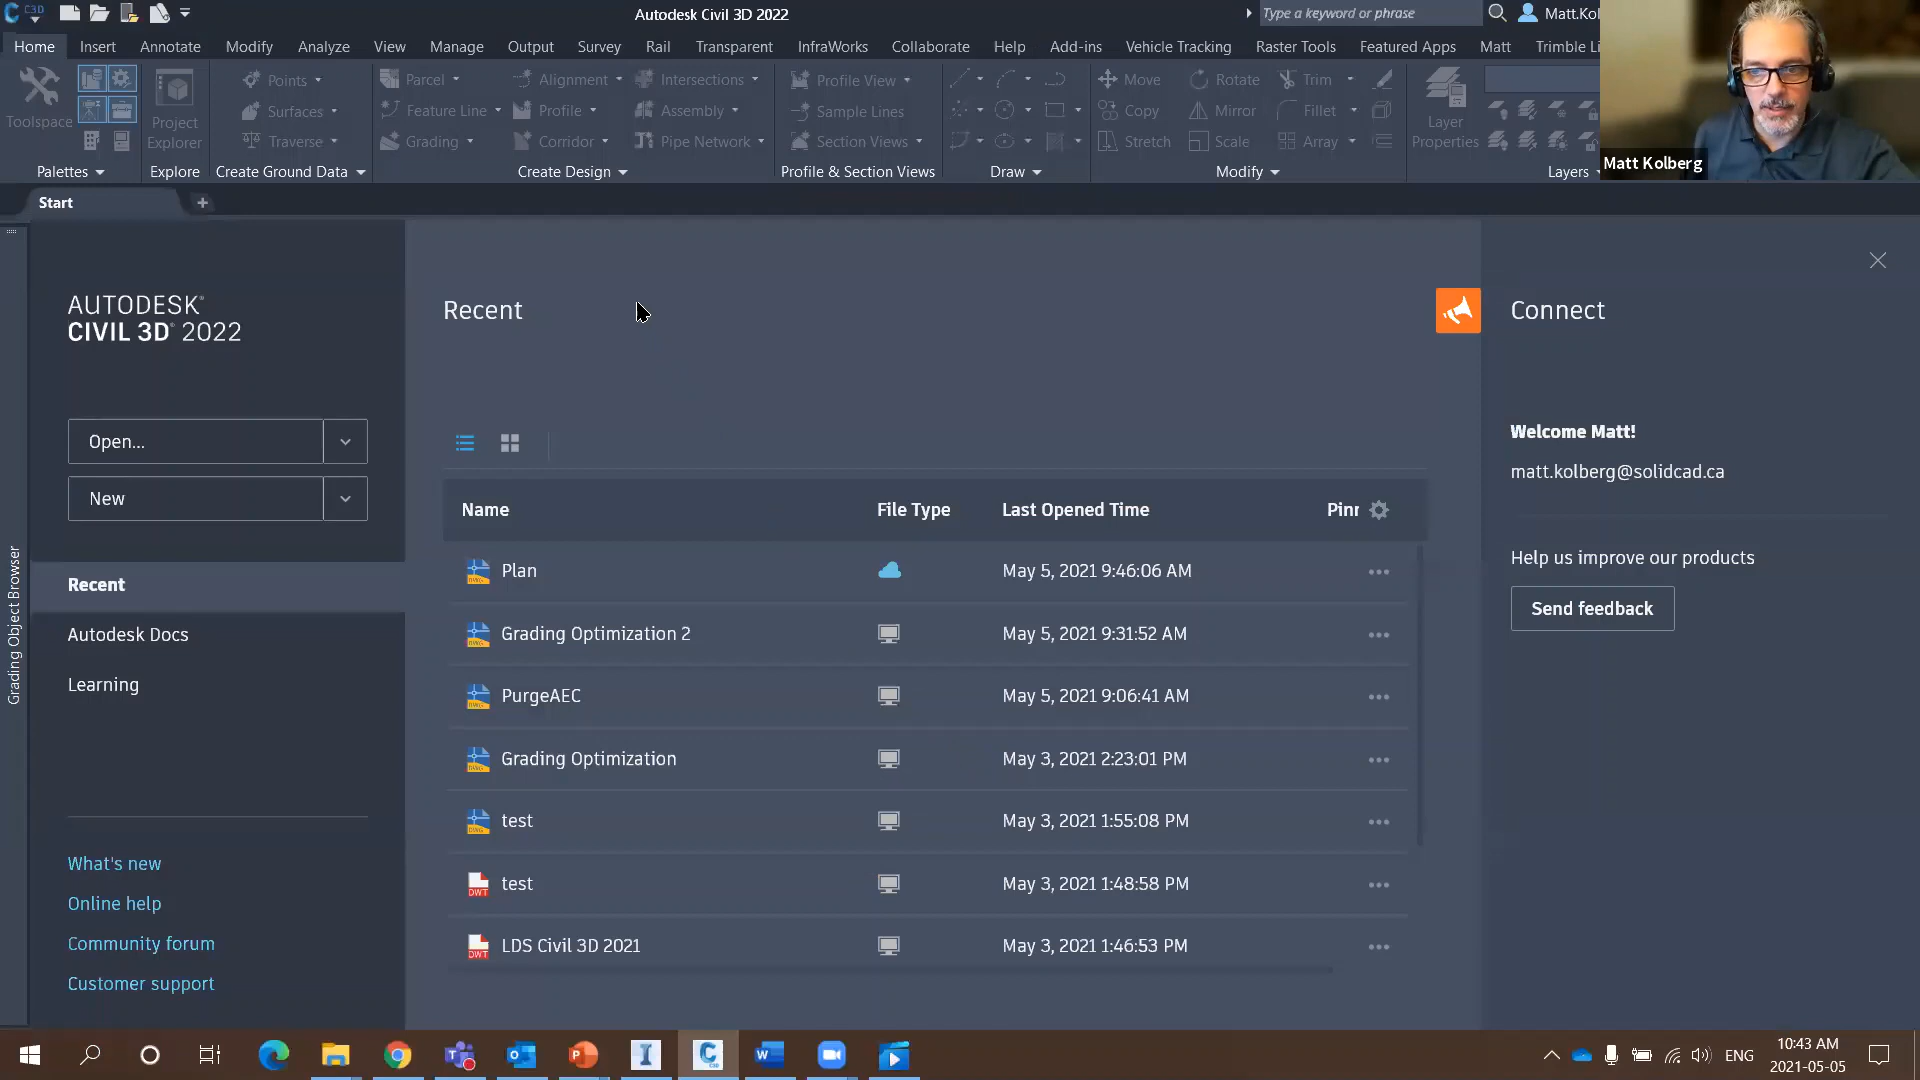 C3D
Autodesk Civil 3D 2022
Type a keyword or phrase
Matt.Kol
Home Insert Annotate Modify Analyze View Manage Output Survey Rail Transparent InfraWorks Collaborate Help Add-ins Vehicle Tracking Raster Tools Featured Apps Matt Trimble Li
Toolspace
Project Explorer
Points Surfaces Traverse
Parcel Feature Line Grading
Alignment Profile Corridor
Intersections Assembly Pipe Network
Profile View Sample Lines Section Views
Move Copy Stretch
Rotate Mirror Scale
Trim Fillet Array
Layer Properties
Palettes Explore Create Ground Data Create Design Profile & Section Views Draw Modify Layers
Matt Kolberg
Start
Grading Object Browser
AUTODESK®
CIVIL 3D® 2022
Open...
New
Recent
Autodesk Docs
Learning
What's new
Online help
Community forum
Customer support
Recent
Name File Type Last Opened Time Pinr
Plan May 5, 2021 9:46:06 AM
Grading Optimization 2 May 5, 2021 9:31:52 AM
PurgeAEC May 5, 2021 9:06:41 AM
Grading Optimization May 3, 2021 2:23:01 PM
test May 3, 2021 1:55:08 PM
DWT test May 3, 2021 1:48:58 PM
DWT LDS Civil 3D 2021 May 3, 2021 1:46:53 PM
Connect
Welcome Matt!
matt.kolberg@solidcad.ca
Help us improve our products
Send feedback
ENG
10:43 AM
2021-05-05